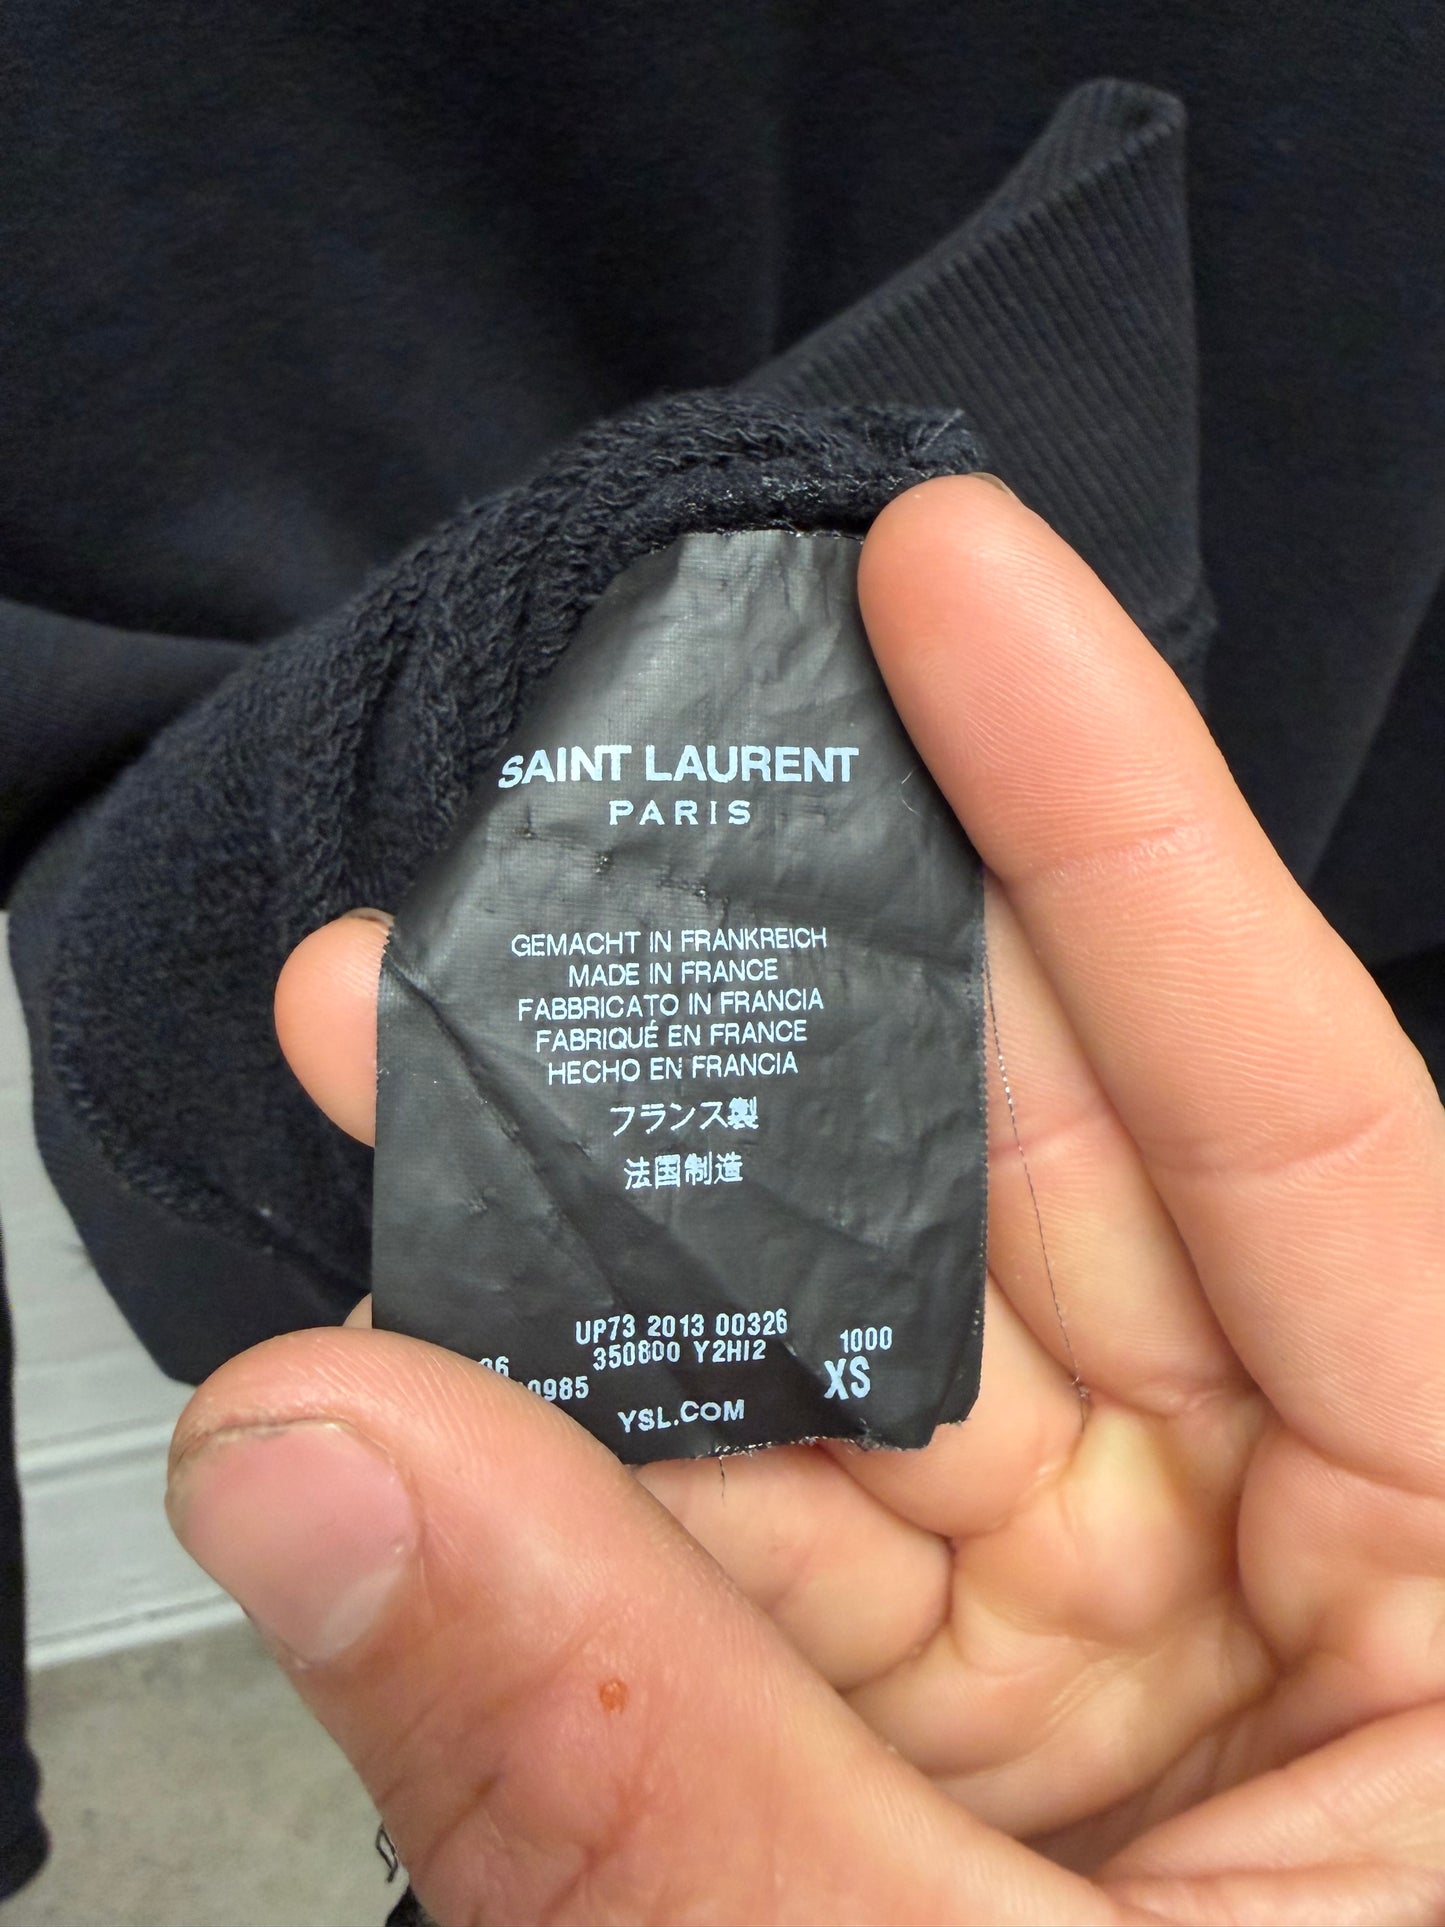 SAINT LAURENT
PARIS
GEMACHT IN FRANKREICH
MADE IN FRANCE
FABBRICATO IN FRANCIA
FABRIQUÉ EN FRANCE
HECHO EN FRANCIA
フランス製
法国制造
UP73 2013 00326
350800 Y2HI2 1000
0985 XS
YSL.COM